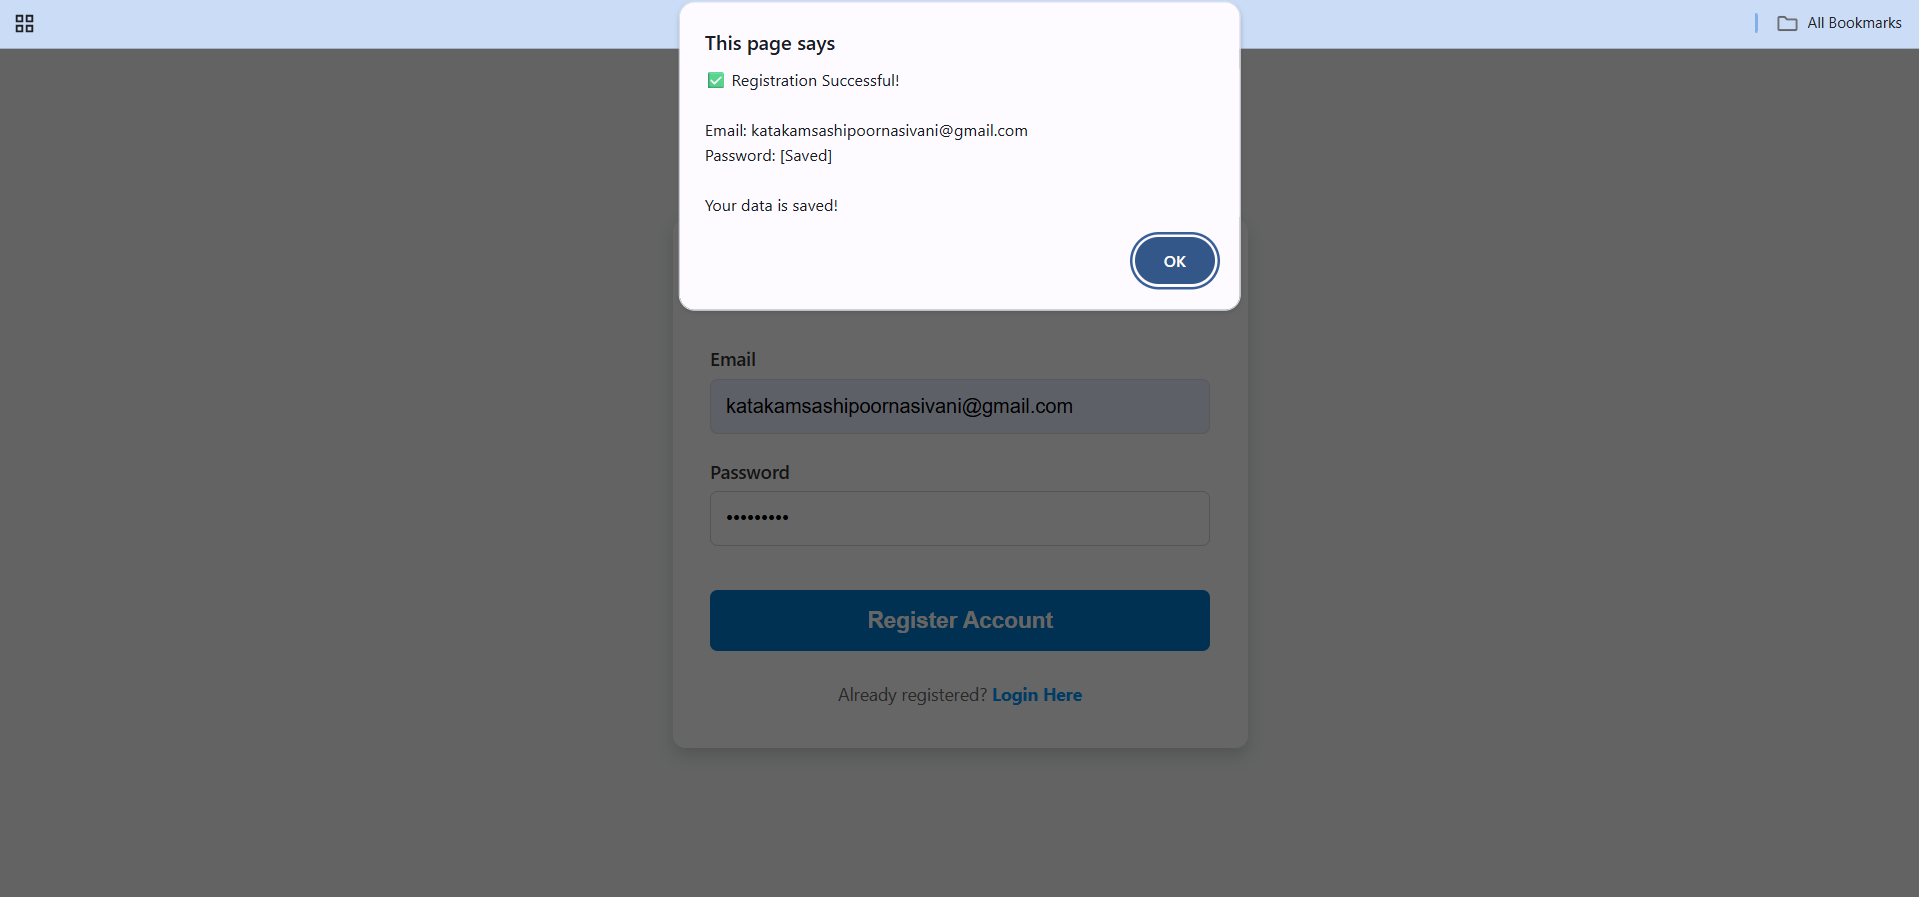 All Bookmarks
This page says
✅ Registration Successful!
Email: katakamsashipoornasivani@gmail.com
Password: [Saved]
Your data is saved!
OK
Email
katakamsashipoornasivani@gmail.com
Password
•••••••••
Register Account
Already registered? Login Here